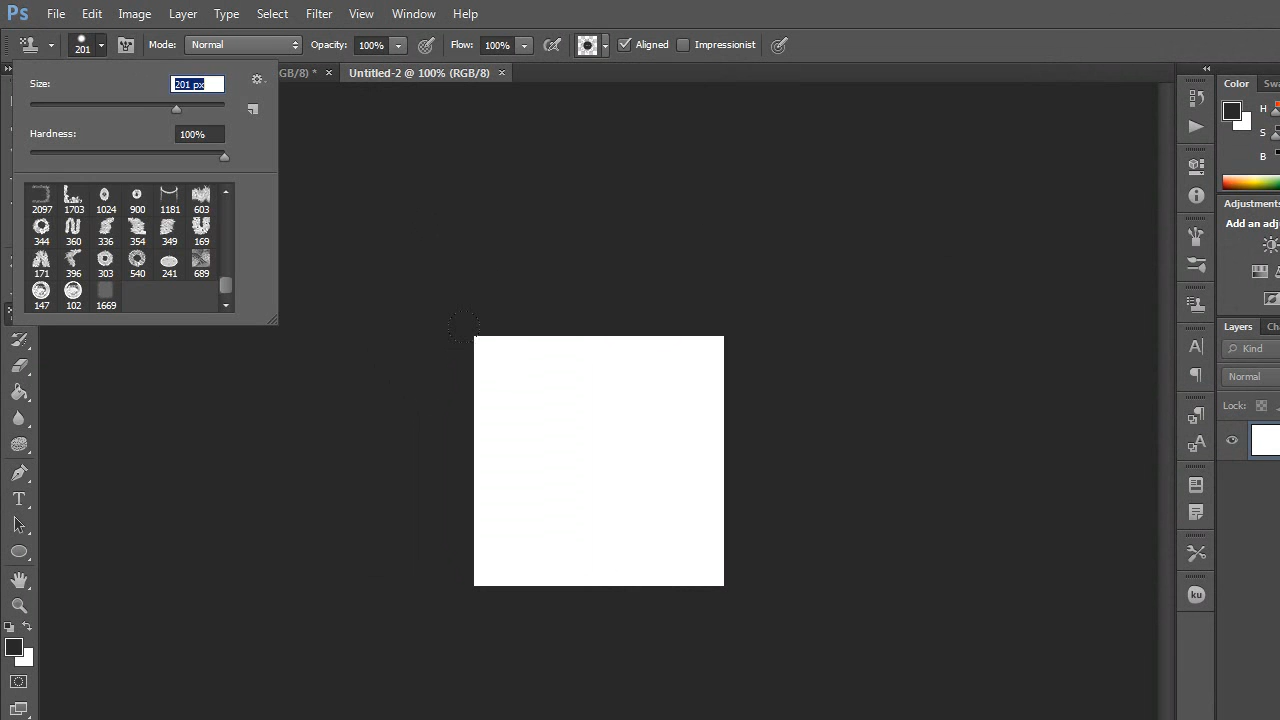 Ps File Edit Image Layer Type Select Filter View Window Help
201 Mode: Normal Opacity: 100% Flow: 100% Aligned Impressionist
GB/8) * × Untitled-2 @ 100% (RGB/8) ×
Size: 201 px
Hardness: 100%
2097 1703 1024 900 1181 603
344 360 336 354 349 169
171 396 303 540 241 689
147 102 1669
T
A
ku
Color Swa
H
S
B
Adjustments
Add an adj
Layers Cha
Kind
Normal
Lock: